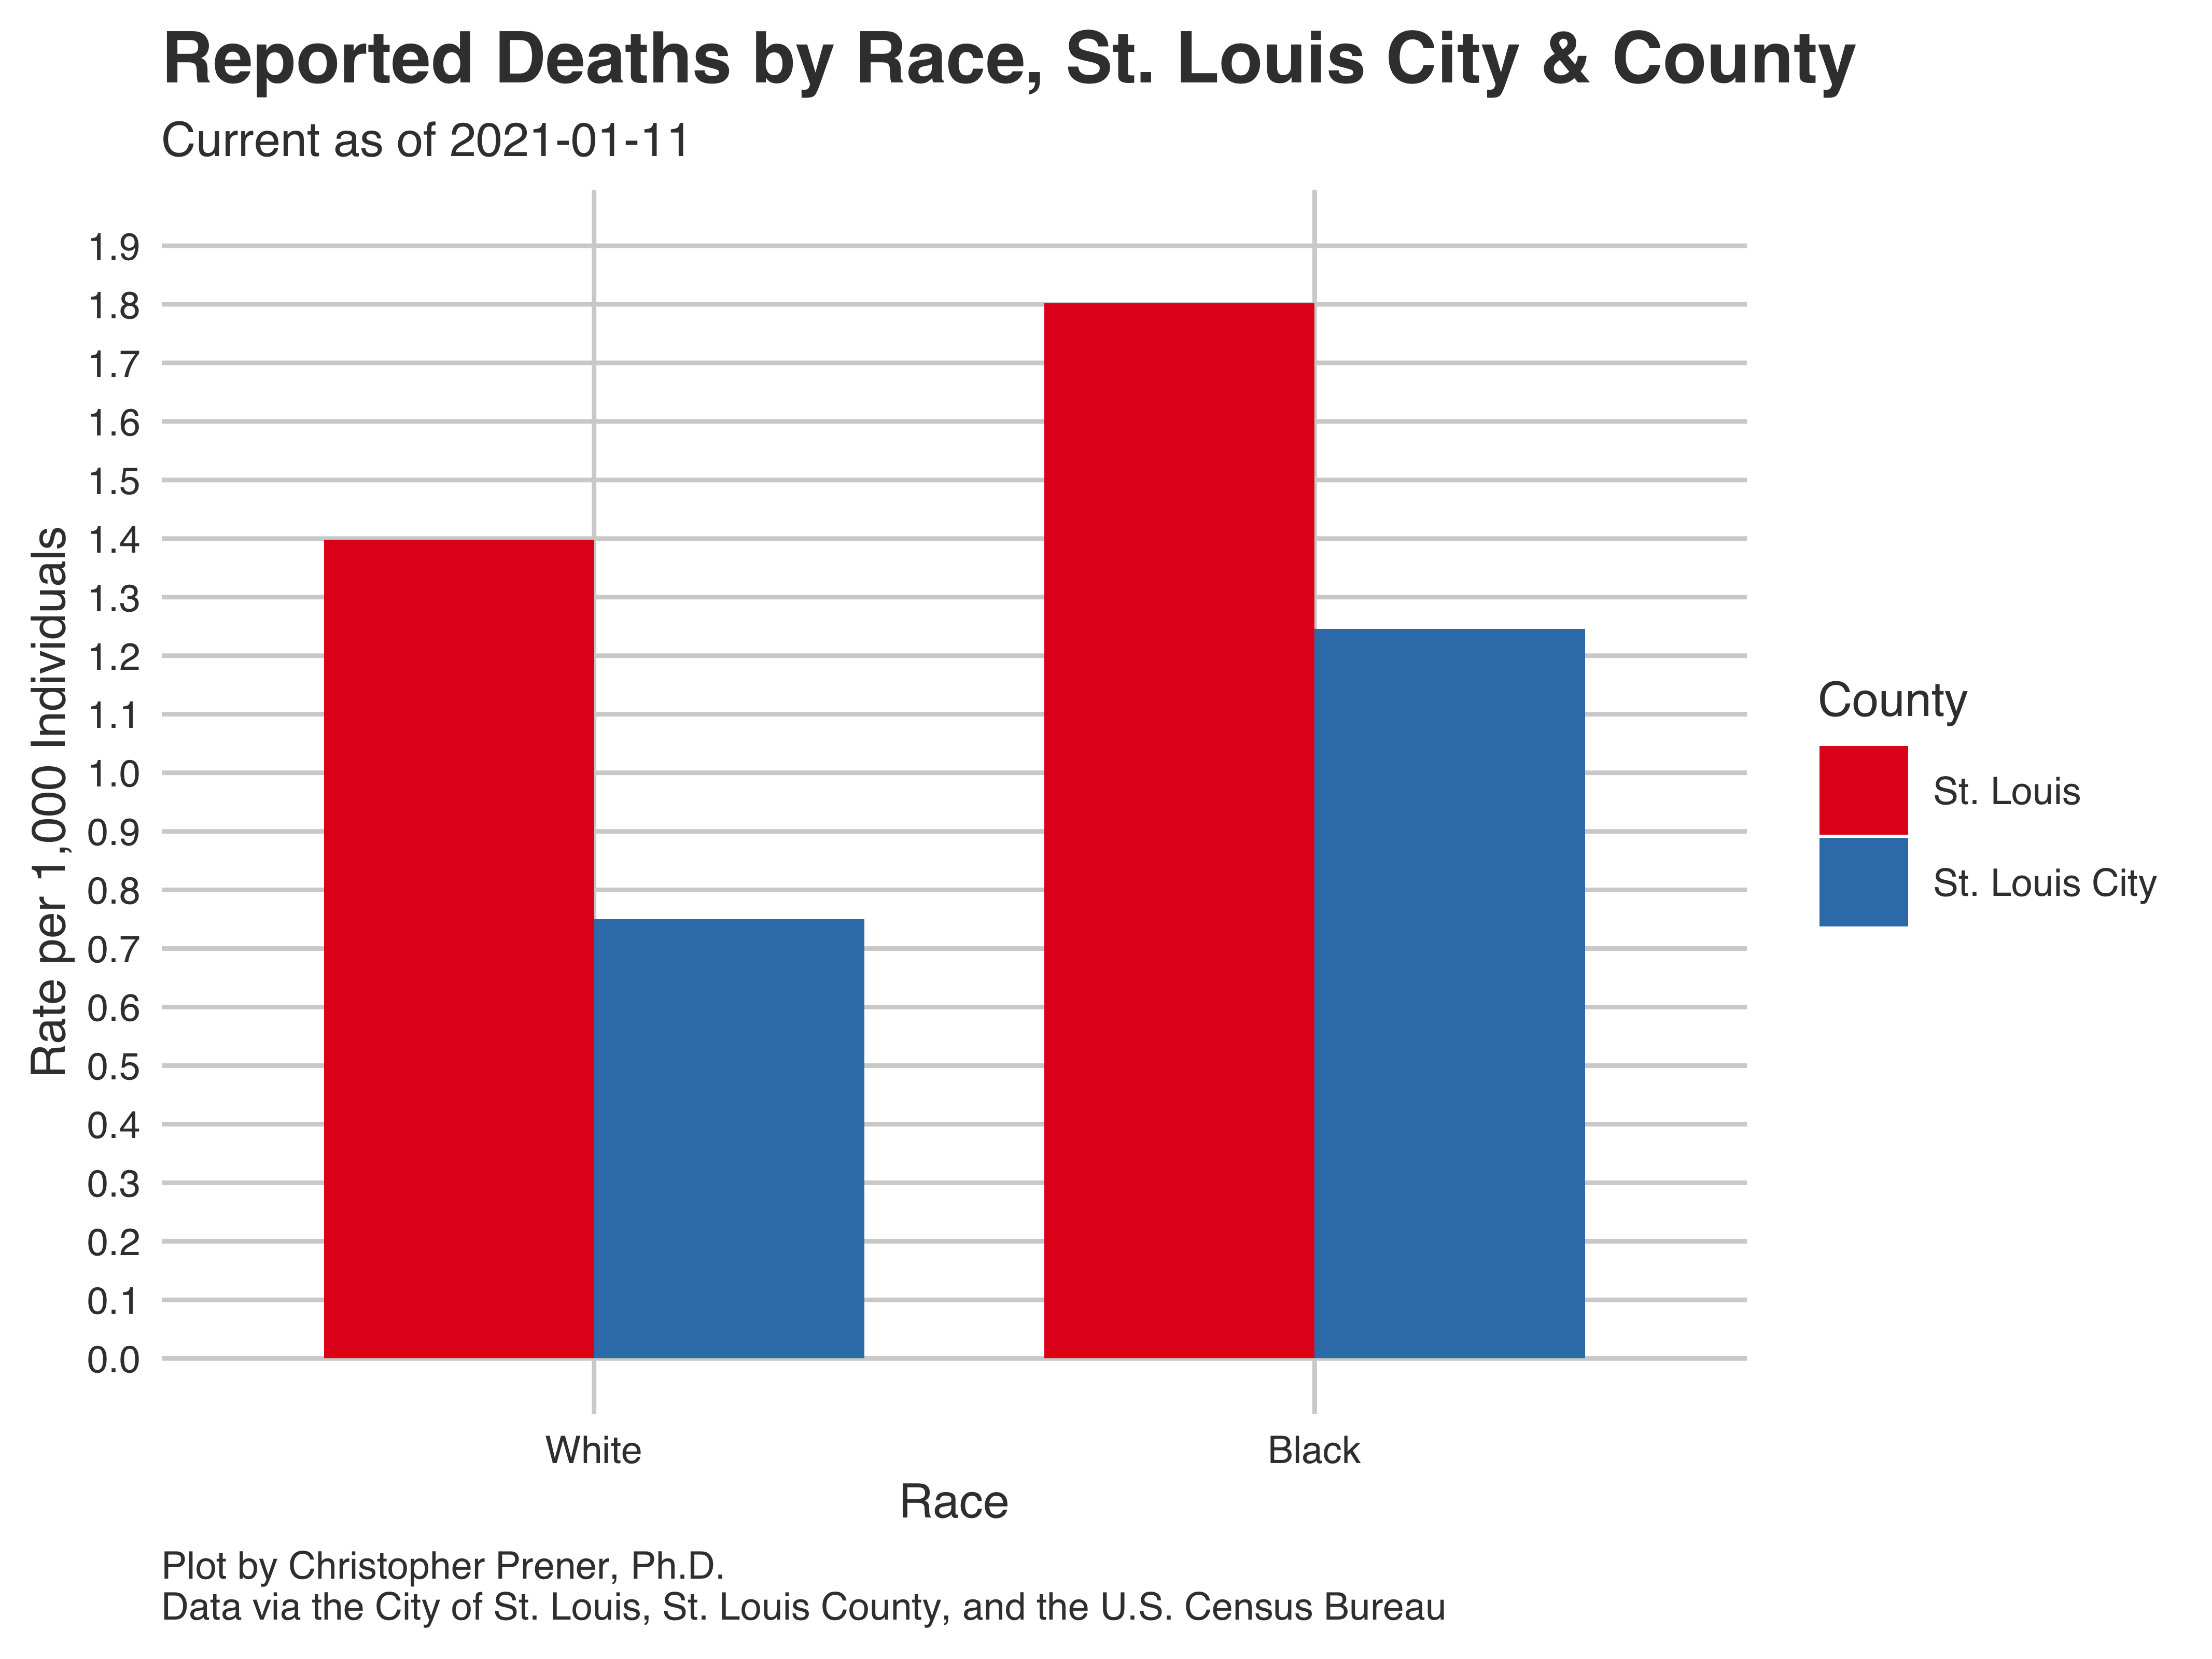 Reported Deaths by Race, St. Louis City & County
Current as of 2021-01-11
Rate per 1,000 Individuals
1.9
1.8
1.7
1.6
1.5
1.4
1.3
1.2
1.1
1.0
0.9
0.8
0.7
0.6
0.5
0.4
0.3
0.2
0.1
0.0
White
Black
Race
County
St. Louis
St. Louis City
Plot by Christopher Prener, Ph.D.
Data via the City of St. Louis, St. Louis County, and the U.S. Census Bureau